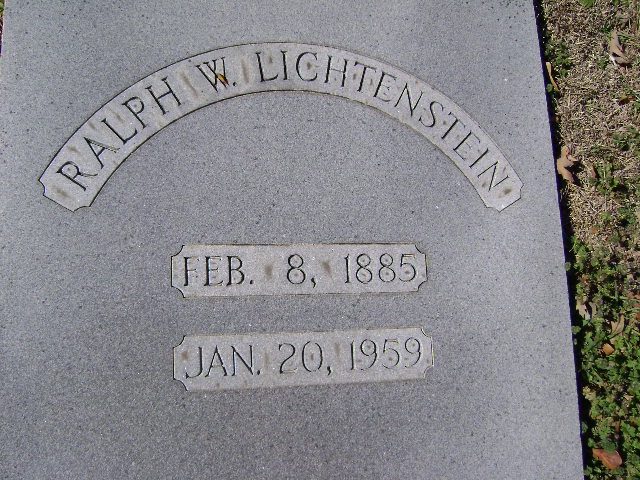 RALPH W. LICHTENSTEIN
FEB. 8, 1885
JAN. 20, 1959